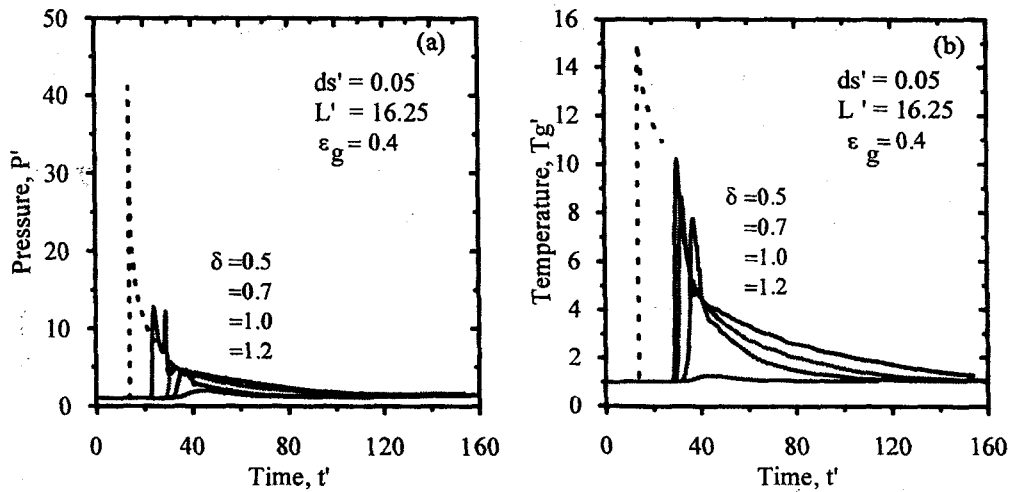 (a)
ds' = 0.05
L' = 16.25
εg = 0.4
δ =0.5
=0.7
=1.0
=1.2
Pressure, P'
50
40
30
20
10
0
0 40 80 120 160
Time, t'
(b)
ds' = 0.05
L ' = 16.25
εg = 0.4
δ =0.5
=0.7
=1.0
=1.2
Temperature, Tg'
16
14
12
10
8
6
4
2
0
0 40 80 120 160
Time, t'